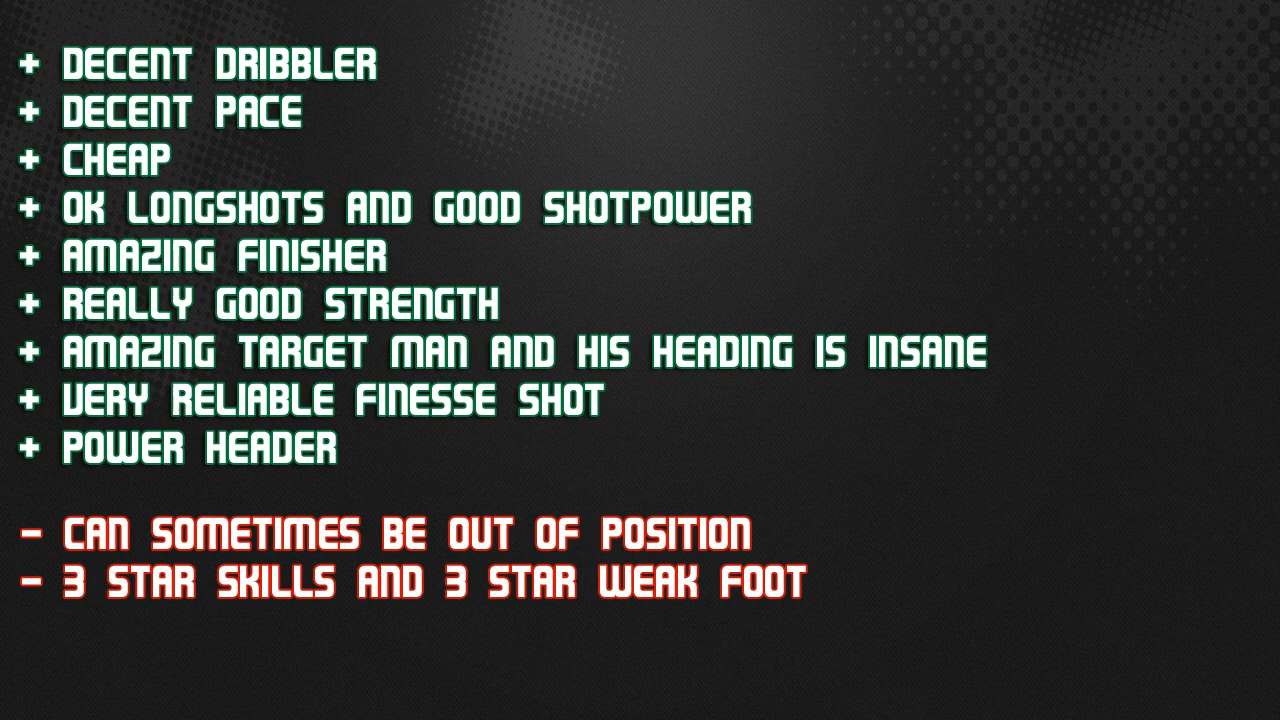 + DECENT DRIBBLER
+ DECENT PACE
+ CHEAP
+ OK LONGSHOTS AND GOOD SHOTPOWER
+ AMAZING FINISHER
+ REALLY GOOD STRENGTH
+ AMAZING TARGET MAN AND HIS HEADING IS INSANE
+ VERY RELIABLE FINESSE SHOT
+ POWER HEADER
- CAN SOMETIMES BE OUT OF POSITION
- 3 STAR SKILLS AND 3 STAR WEAK FOOT